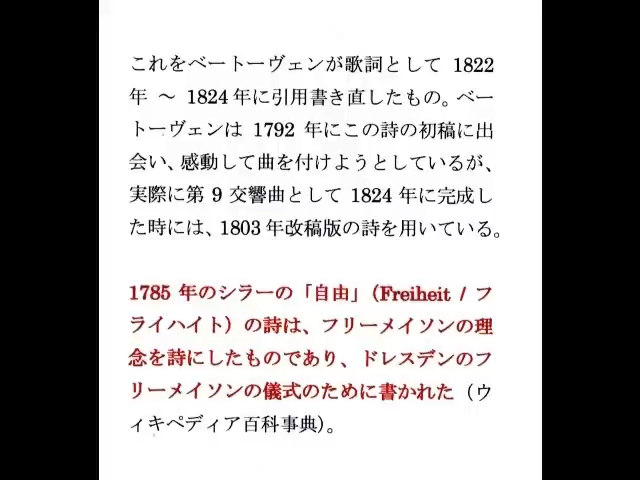 これをベートーヴェンが歌詞として 1822
年 ～ 1824 年に引用書き直したもの。ベー
トーヴェンは 1792 年にこの詩の初稿に出
会い、感動して曲を付けようとしているが、
実際に第 9 交響曲として 1824 年に完成し
た時には、1803 年改稿版の詩を用いている。
1785 年のシラーの「自由」（Freiheit / フ
ライハイト）の詩は、フリーメイソンの理
念を詩にしたものであり、ドレスデンのフ
リーメイソンの儀式のために書かれた（ウ
ィキペディア百科事典）。